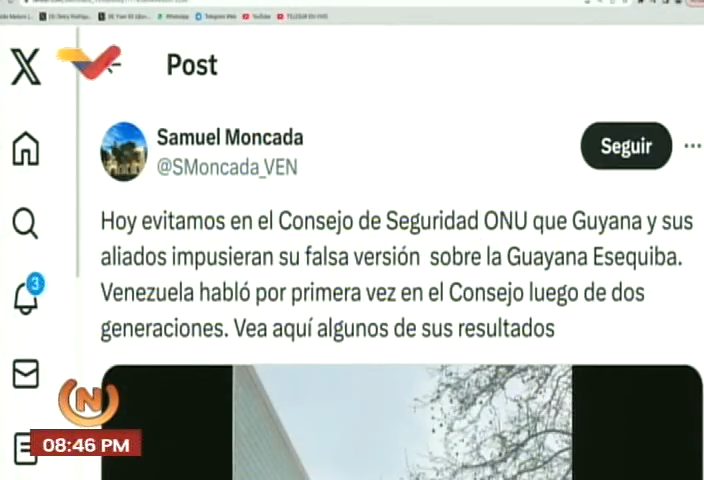 Post
Samuel Moncada
@SMoncada_VEN
Seguir
Hoy evitamos en el Consejo de Seguridad ONU que Guyana y sus
aliados impusieran su falsa versión sobre la Guayana Esequiba.
Venezuela habló por primera vez en el Consejo luego de dos
generaciones. Vea aquí algunos de sus resultados
3
N
08:46 PM